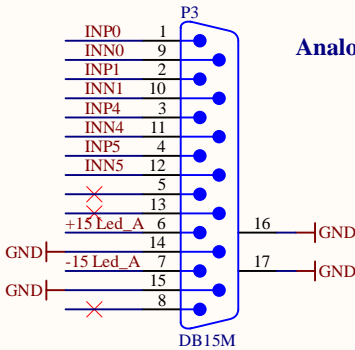 P3
INP0 1
Analo
INN0 9
INP1 2
INN1 10
INP4 3
INN4 11
INP5 4
INN5 12
5
13
+15 Led_A 6
16 GND
GND 14
-15 Led_A 7
17 GND
GND 15
8
DB15M